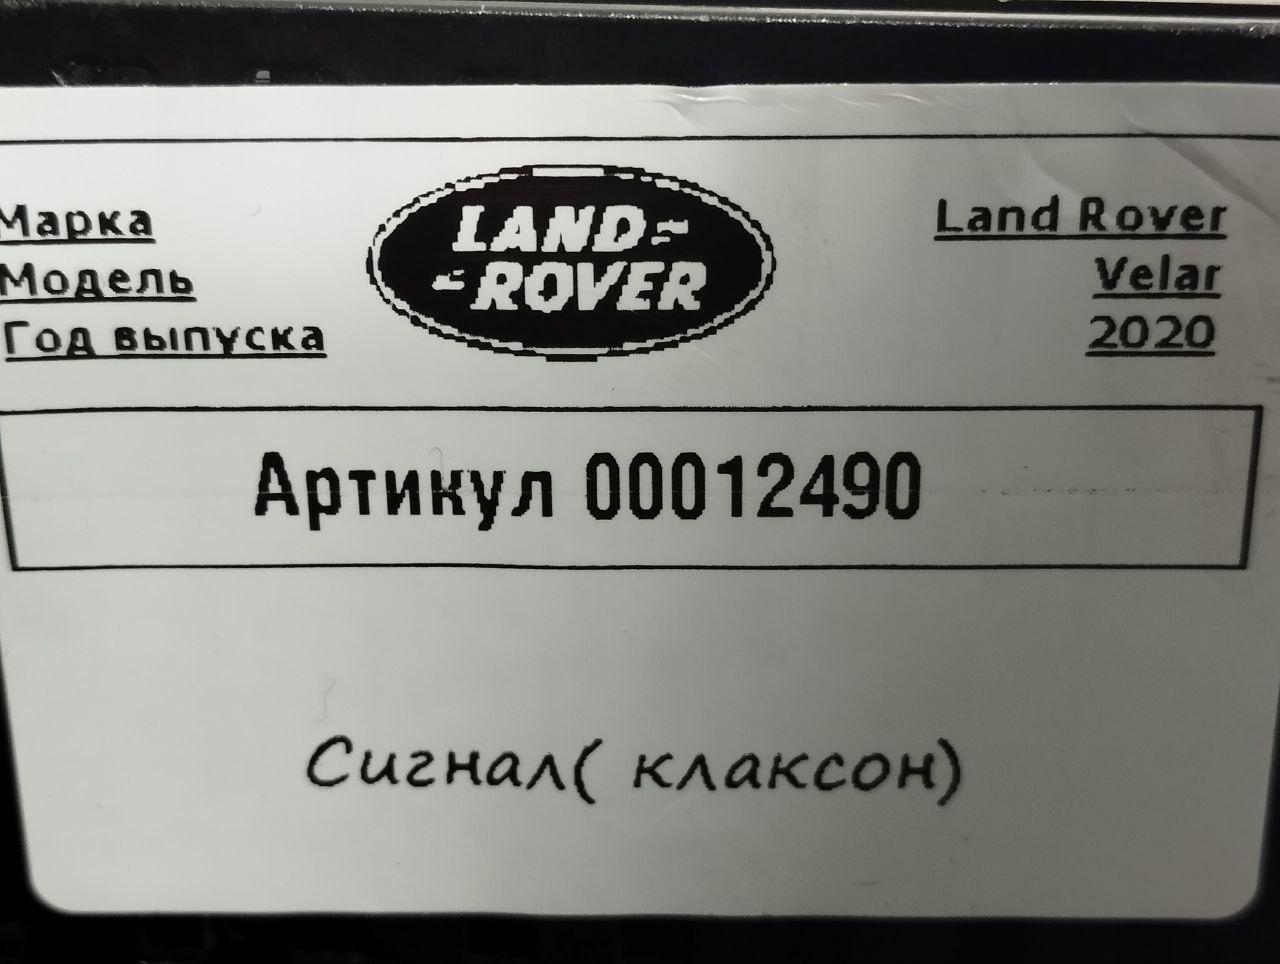 Марка
Модель
Год выпуска
LAND
ROVER
Land Rover
Velar
2020
Артикул 00012490
Сигнал( клаксон)